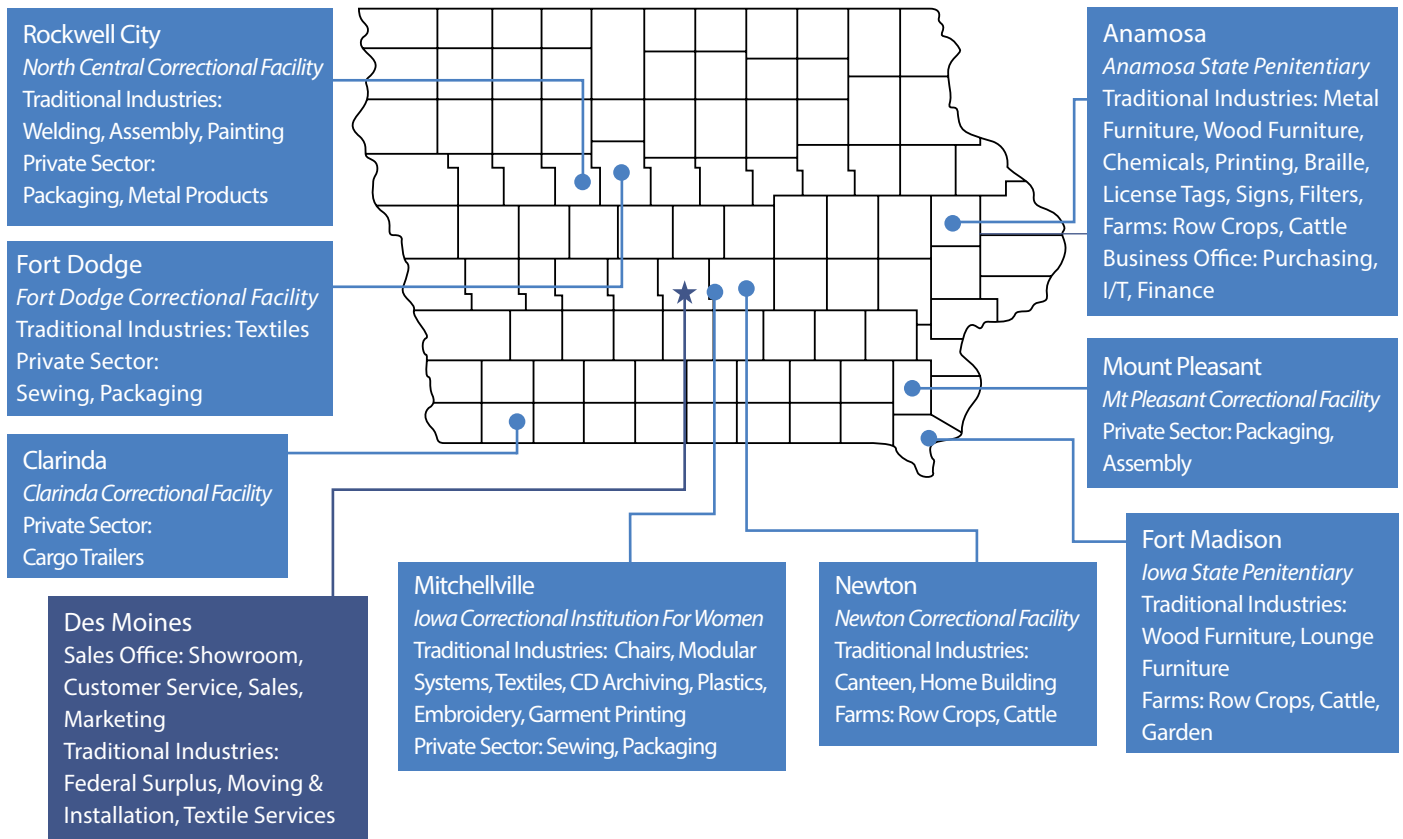 Rockwell City
North Central Correctional Facility
Traditional Industries:
Welding, Assembly, Painting
Private Sector:
Packaging, Metal Products
Fort Dodge
Fort Dodge Correctional Facility
Traditional Industries: Textiles
Private Sector:
Sewing, Packaging
Clarinda
Clarinda Correctional Facility
Private Sector:
Cargo Trailers
Des Moines
Sales Office: Showroom,
Customer Service, Sales,
Marketing
Traditional Industries:
Federal Surplus, Moving &
Installation, Textile Services
Mitchellville
Iowa Correctional Institution For Women
Traditional Industries: Chairs, Modular
Systems, Textiles, CD Archiving, Plastics,
Embroidery, Garment Printing
Private Sector: Sewing, Packaging
Newton
Newton Correctional Facility
Traditional Industries:
Canteen, Home Building
Farms: Row Crops, Cattle
Anamosa
Anamosa State Penitentiary
Traditional Industries: Metal
Furniture, Wood Furniture,
Chemicals, Printing, Braille,
License Tags, Signs, Filters,
Farms: Row Crops, Cattle
Business Office: Purchasing,
I/T, Finance
Mount Pleasant
Mt Pleasant Correctional Facility
Private Sector: Packaging,
Assembly
Fort Madison
Iowa State Penitentiary
Traditional Industries:
Wood Furniture, Lounge
Furniture
Farms: Row Crops, Cattle,
Garden